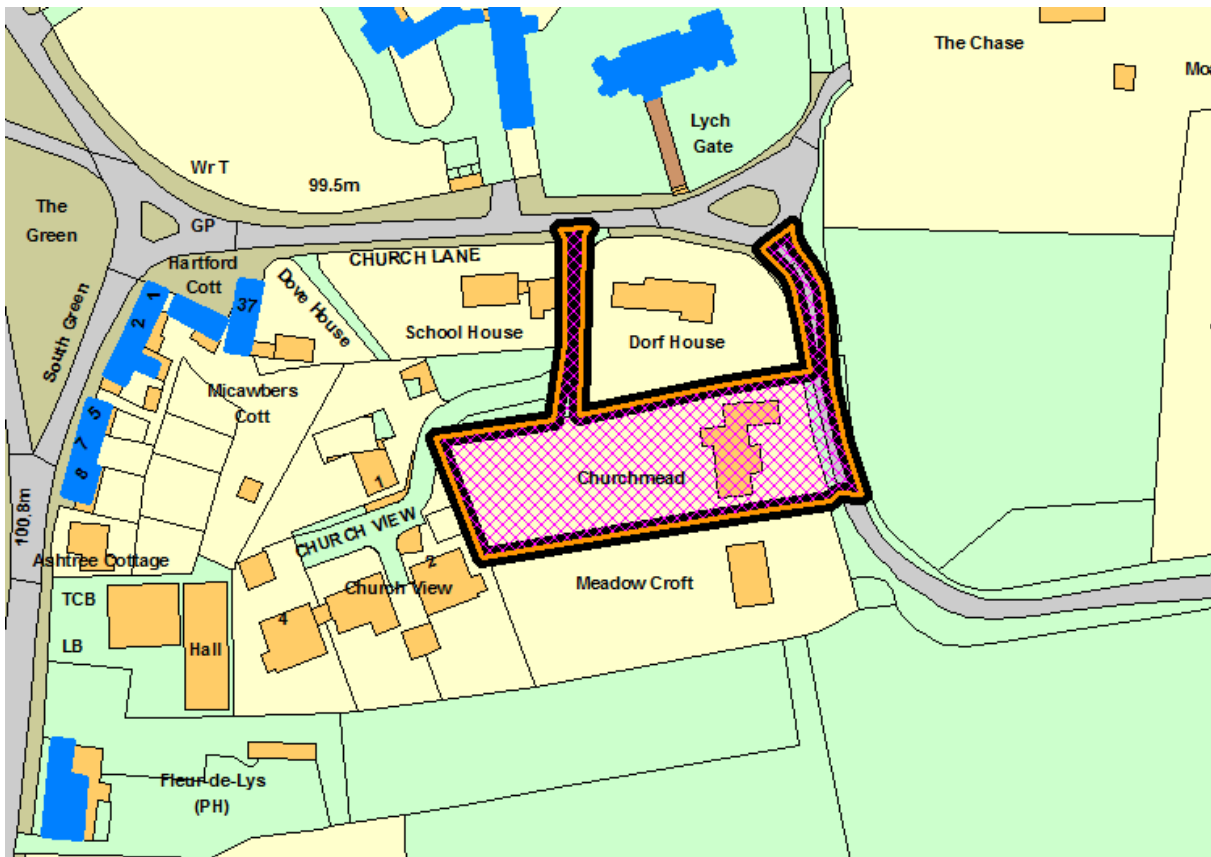 The Chase
Lych
Gate
Wr T
99.5m
The
Green
GP
Hartford
Cott
CHURCH LANE
1
2
37
Dove House
School House
Dorf House
South Green
Micawbers
Cott
5
7
8
1
Churchmead
100.8m
CHURCH VIEW
Ashtree Cottage
2
Church View
Meadow Croft
TCB
4
LB
Hall
Fleur-de-Lys
(PH)